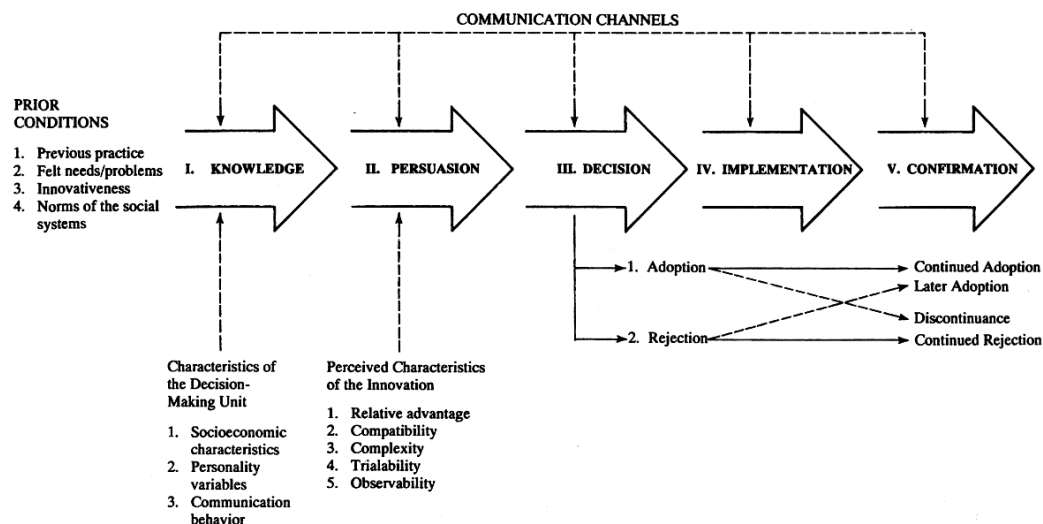 COMMUNICATION CHANNELS
PRIOR
CONDITIONS
1. Previous practice
2. Felt needs/problems
3. Innovativeness
4. Norms of the social
systems
I. KNOWLEDGE
II. PERSUASION
III. DECISION
IV. IMPLEMENTATION
V. CONFIRMATION
1. Adoption
2. Rejection
Continued Adoption
Later Adoption
Discontinuance
Continued Rejection
Characteristics of
the Decision-
Making Unit
1. Socioeconomic
characteristics
2. Personality
variables
3. Communication
behavior
Perceived Characteristics
of the Innovation
1. Relative advantage
2. Compatibility
3. Complexity
4. Trialability
5. Observability